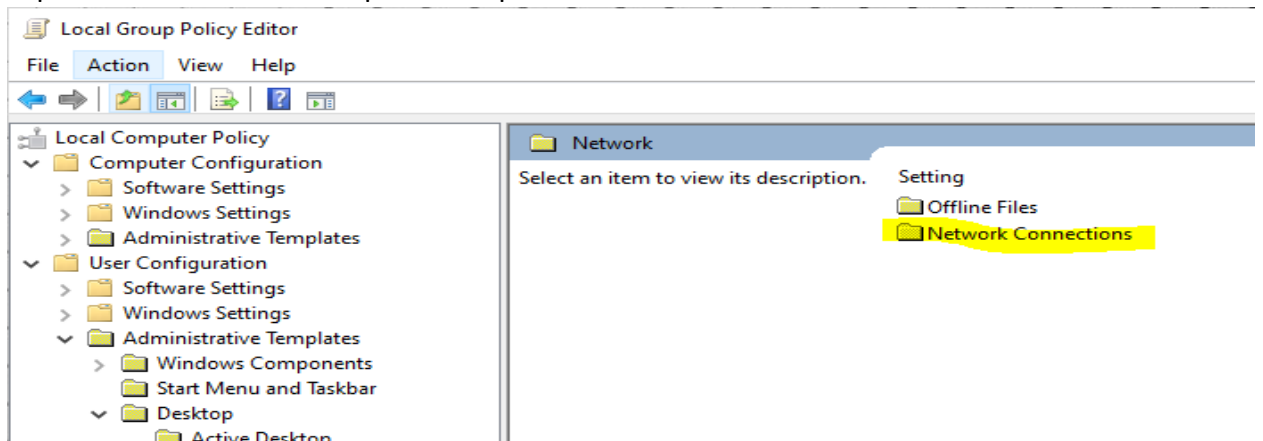 Local Group Policy Editor
File Action View Help
Local Computer Policy
Computer Configuration
Software Settings
Windows Settings
Administrative Templates
User Configuration
Software Settings
Windows Settings
Administrative Templates
Windows Components
Start Menu and Taskbar
Desktop
Active Desktop
Network
Select an item to view its description.
Setting
Offline Files
Network Connections